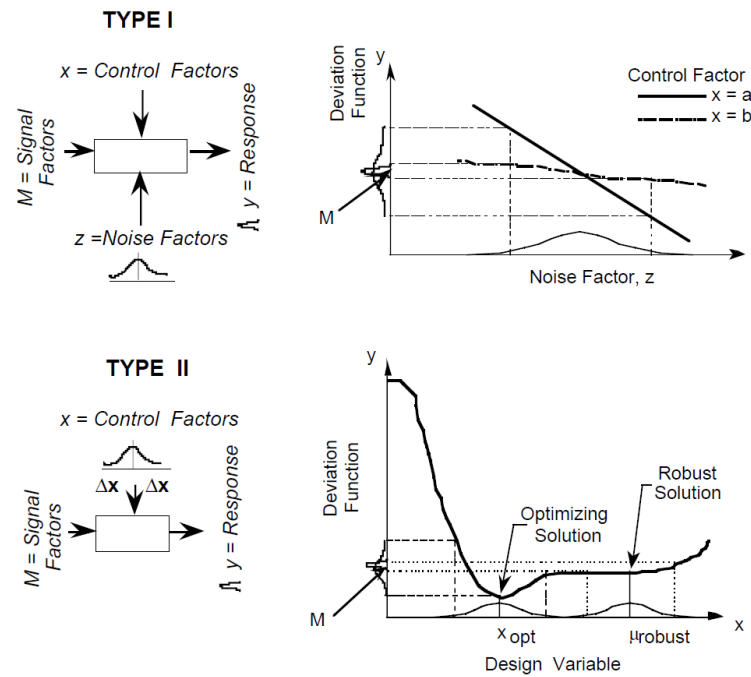 TYPE I
x = Control Factors
M = Signal
Factors
y = Response
z =Noise Factors
y
Deviation
Function
Control Factor
x = a
x = b
M
Noise Factor, z
TYPE II
x = Control Factors
Δx Δx
M = Signal
Factors
y = Response
y
Deviation
Function
Robust
Solution
Optimizing
Solution
M
x opt
μrobust
x
Design Variable